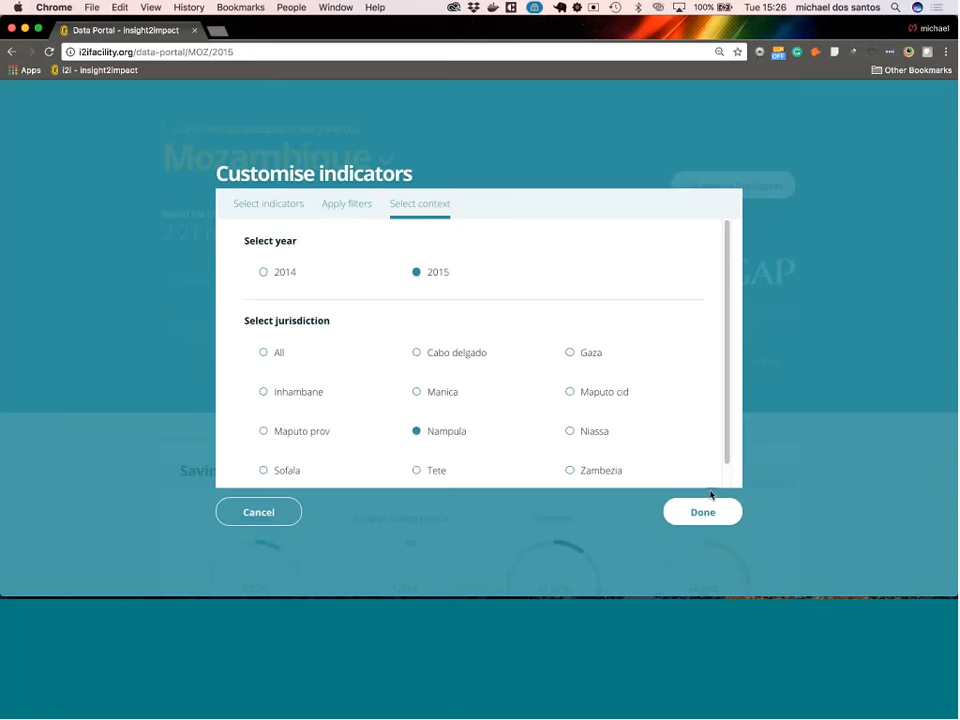 Chrome File Edit View History Bookmarks People Window Help 100% Tue 15:26 michael dos santos
Data Portal - insight2impact michael
i2ifacility.org/data-portal/MOZ/2015
Apps i2i - insight2impact Other Bookmarks
Mozambique
Customise indicators
Select indicators Apply filters Select context
Select year
2014 2015
Select jurisdiction
All Cabo delgado Gaza
Inhambane Manica Maputo cid
Maputo prov Nampula Niassa
Sofala Tete Zambezia
Cancel Done